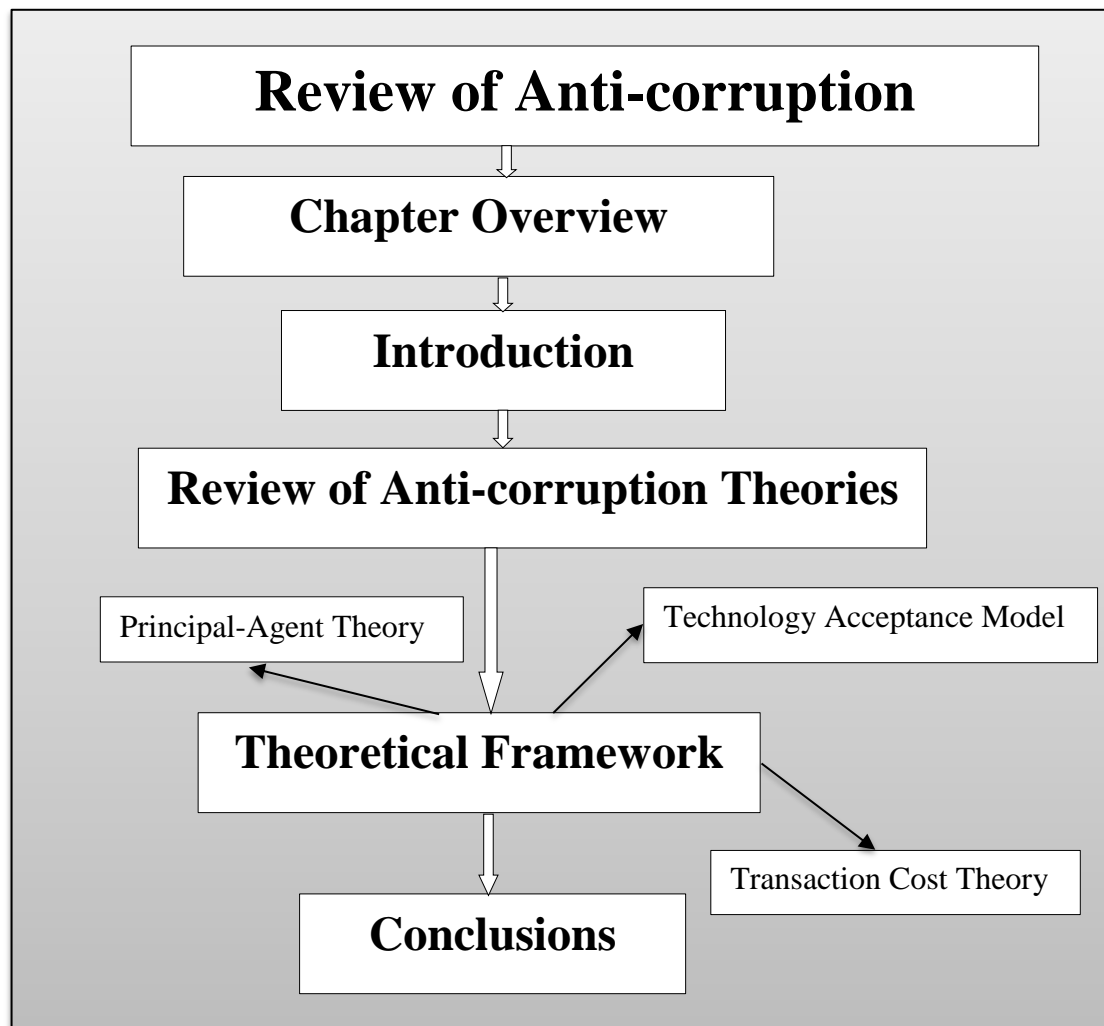 Review of Anti-corruption
Chapter Overview
Introduction
Review of Anti-corruption Theories
Principal-Agent Theory
Technology Acceptance Model
Theoretical Framework
Transaction Cost Theory
Conclusions